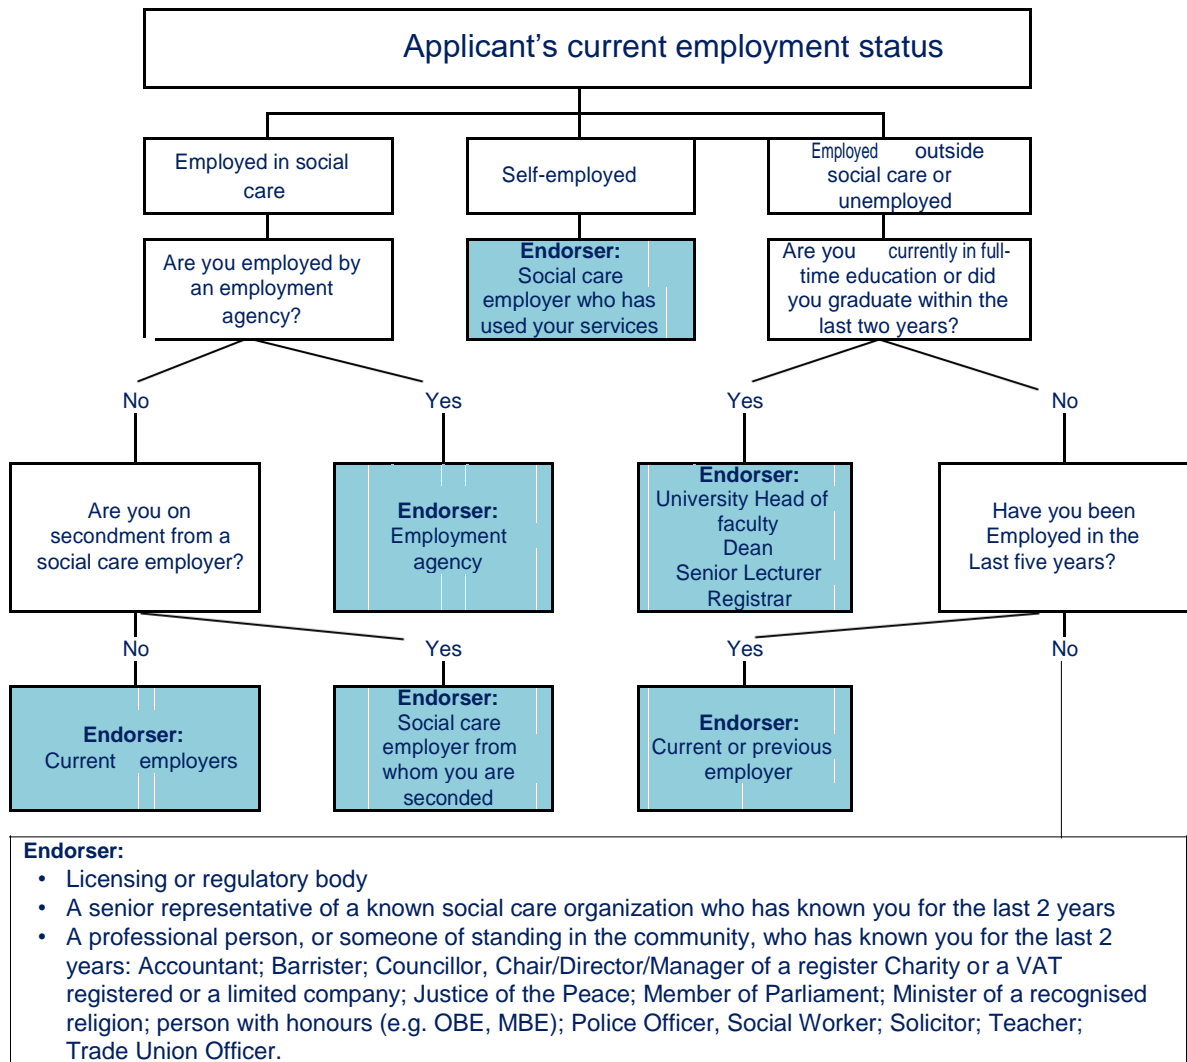 Applicant's current employment status
Employed in social
care
Self-employed
Employed outside
social care or
unemployed
Are you employed by
an employment
agency?
Endorser:
Social care
employer who has
used your services
Are you currently in full-
time education or did
you graduate within the
last two years?
No
Yes
Yes
No
Are you on
secondment from a
social care employer?
Endorser:
Employment
agency
Endorser:
University Head of
faculty
Dean
Senior Lecturer
Registrar
Have you been
Employed in the
Last five years?
No
Yes
Yes
No
Endorser:
Current employers
Endorser:
Social care
employer from
whom you are
seconded
Endorser:
Current or previous
employer
Endorser:
• Licensing or regulatory body
• A senior representative of a known social care organization who has known you for the last 2 years
• A professional person, or someone of standing in the community, who has known you for the last 2
years: Accountant; Barrister; Councillor, Chair/Director/Manager of a register Charity or a VAT
registered or a limited company; Justice of the Peace; Member of Parliament; Minister of a recognised
religion; person with honours (e.g. OBE, MBE); Police Officer, Social Worker; Solicitor; Teacher;
Trade Union Officer.